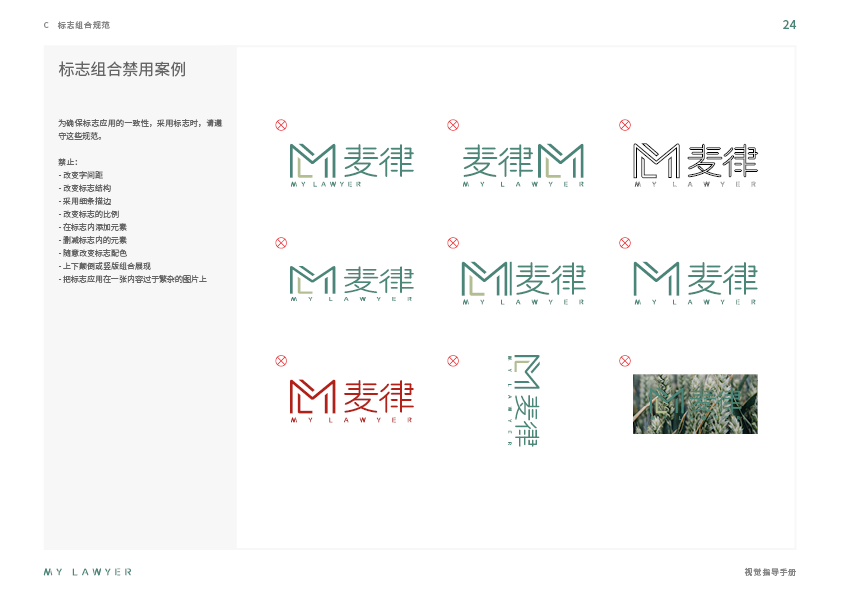 C 标志组合规范
24
标志组合禁用案例
为确保标志应用的一致性，采用标志时，请遵
守这些规范。
禁止：
- 改变字间距
- 改变标志结构
- 采用细条描边
- 改变标志的比例
- 在标志内添加元素
- 删减标志内的元素
- 随意改变标志配色
- 上下颠倒或竖版组合展现
- 把标志应用在一张内容过于繁杂的图片上
麦律
MY LAWYER
麦律
MY LAWYER
麦律
MY LAWYER
麦律
MY LAWYER
麦律
MY LAWYER
麦律
MY LAWYER
麦律
MY LAWYER
麦律
MY LAWYER
麦律
MY LAWYER
视觉指导手册